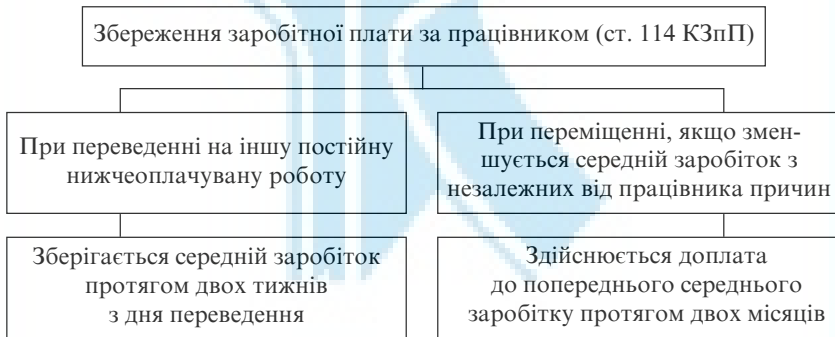 Збереження заробітної плати за працівником (ст. 114 КЗпП)
При переведенні на іншу постійну
нижчеоплачувану роботу
При переміщенні, якщо змен-
шується середній заробіток з
незалежних від працівника причин
Зберігається середній заробіток
протягом двох тижнів
з дня переведення
Здійснюється доплата
до попереднього середнього
заробітку протягом двох місяців